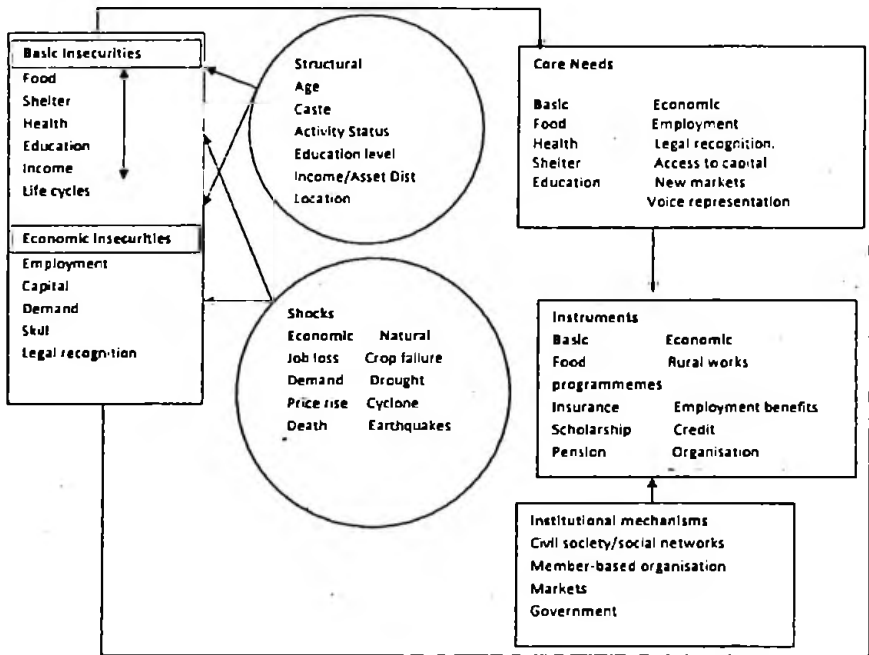 Basic Insecurities
Food
Shelter
Health
Education
Income
Life cycles
Economic Insecurities
Employment
Capital
Demand
Skill
Legal recognition
Structural
Age
Caste
Activity Status
Education level
Income/Asset Dist
Location
Shocks
Economic Natural
Job loss Crop failure
Demand Drought
Price rise Cyclone
Death Earthquakes
Care Needs
Basic Economic
Food Employment
Health Legal recognition.
Shelter Access to capital
Education New markets
Voice representation
Instruments
Basic Economic
Food Rural works
programmemes
Insurance Employment benefits
Scholarship Credit
Pension Organisation
Institutional mechanisms
Civil society/social networks
Member-based organisation
Markets
Government